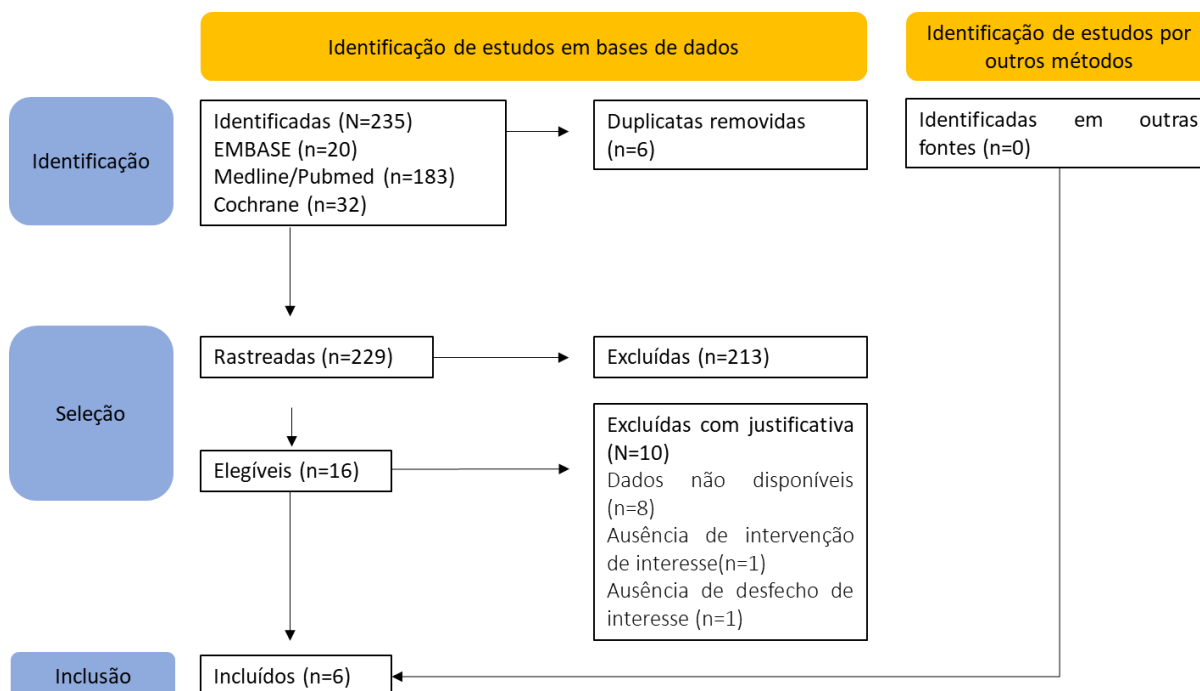 Identificação de estudos em bases de dados
Identificação de estudos por
outros métodos
Identificação
Identificadas (N=235)
EMBASE (n=20)
Medline/Pubmed (n=183)
Cochrane (n=32)
Duplicatas removidas
(n=6)
Identificadas em outras
fontes (n=0)
Seleção
Rastreadas (n=229)
Excluídas (n=213)
Elegíveis (n=16)
Excluídas com justificativa
(N=10)
Dados não disponíveis
(n=8)
Ausência de intervenção
de interesse(n=1)
Ausência de desfecho de
interesse (n=1)
Inclusão
Incluídos (n=6)